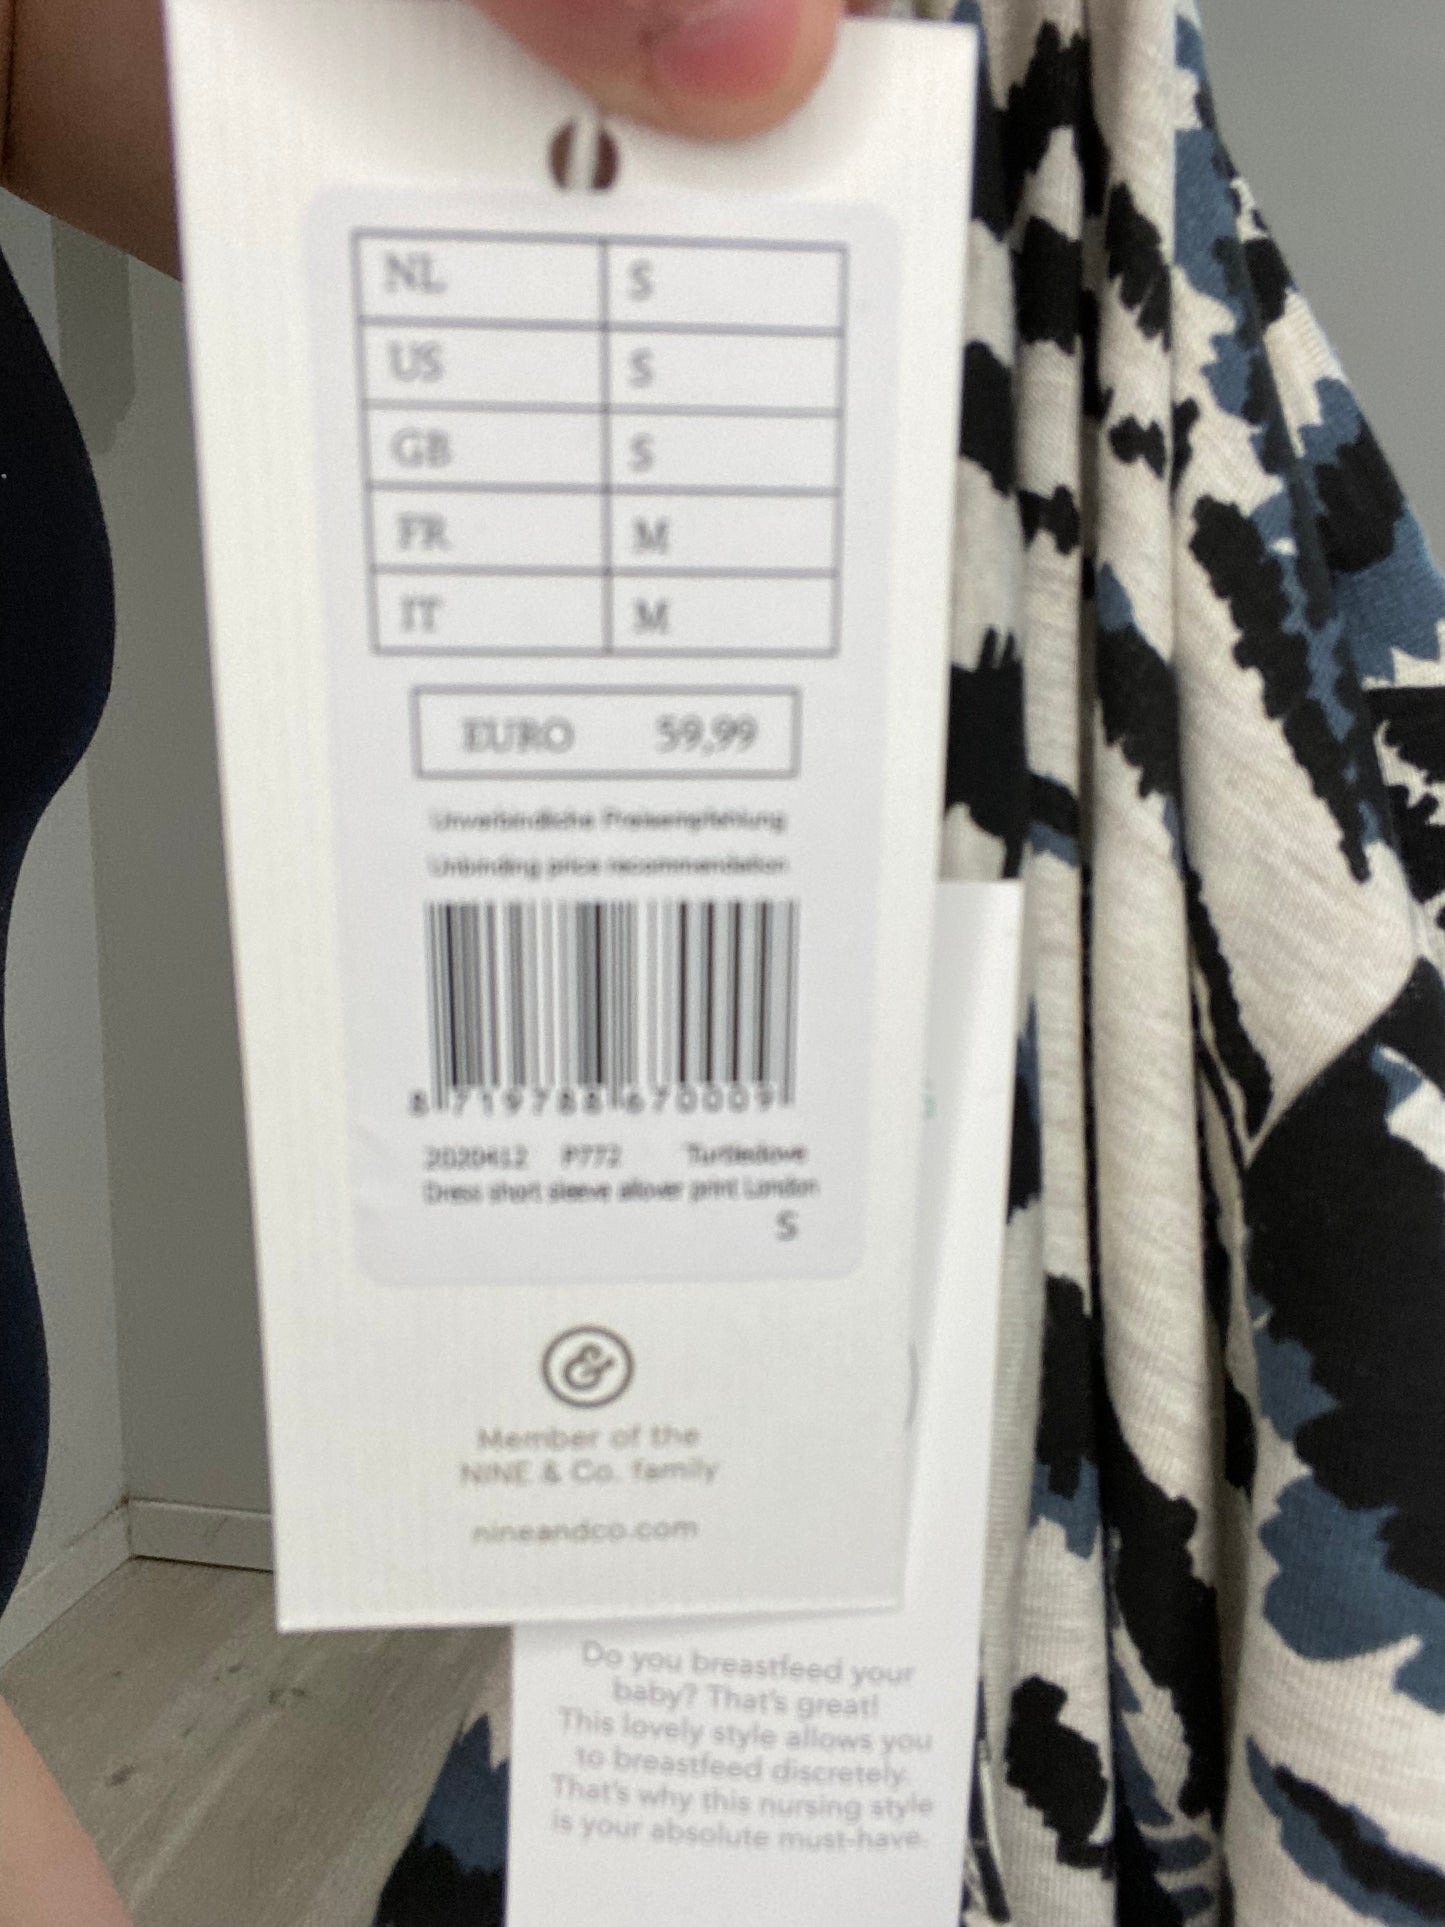 NL S
US S
GB S
FR M
IT M
EURO 59,99
Unverbindliche Preisempfehlung
Unbinding price recommendation
8 719788 670009
2020412 P772 Turtledove
Dress short sleeve allover print London
S
&
Member of the
NINE & Co. family
nineandco.com
G
Do you breastfeed your
baby? That's great!
This lovely style allows you
to breastfeed discretely.
That's why this nursing style
is your absolute must-have.